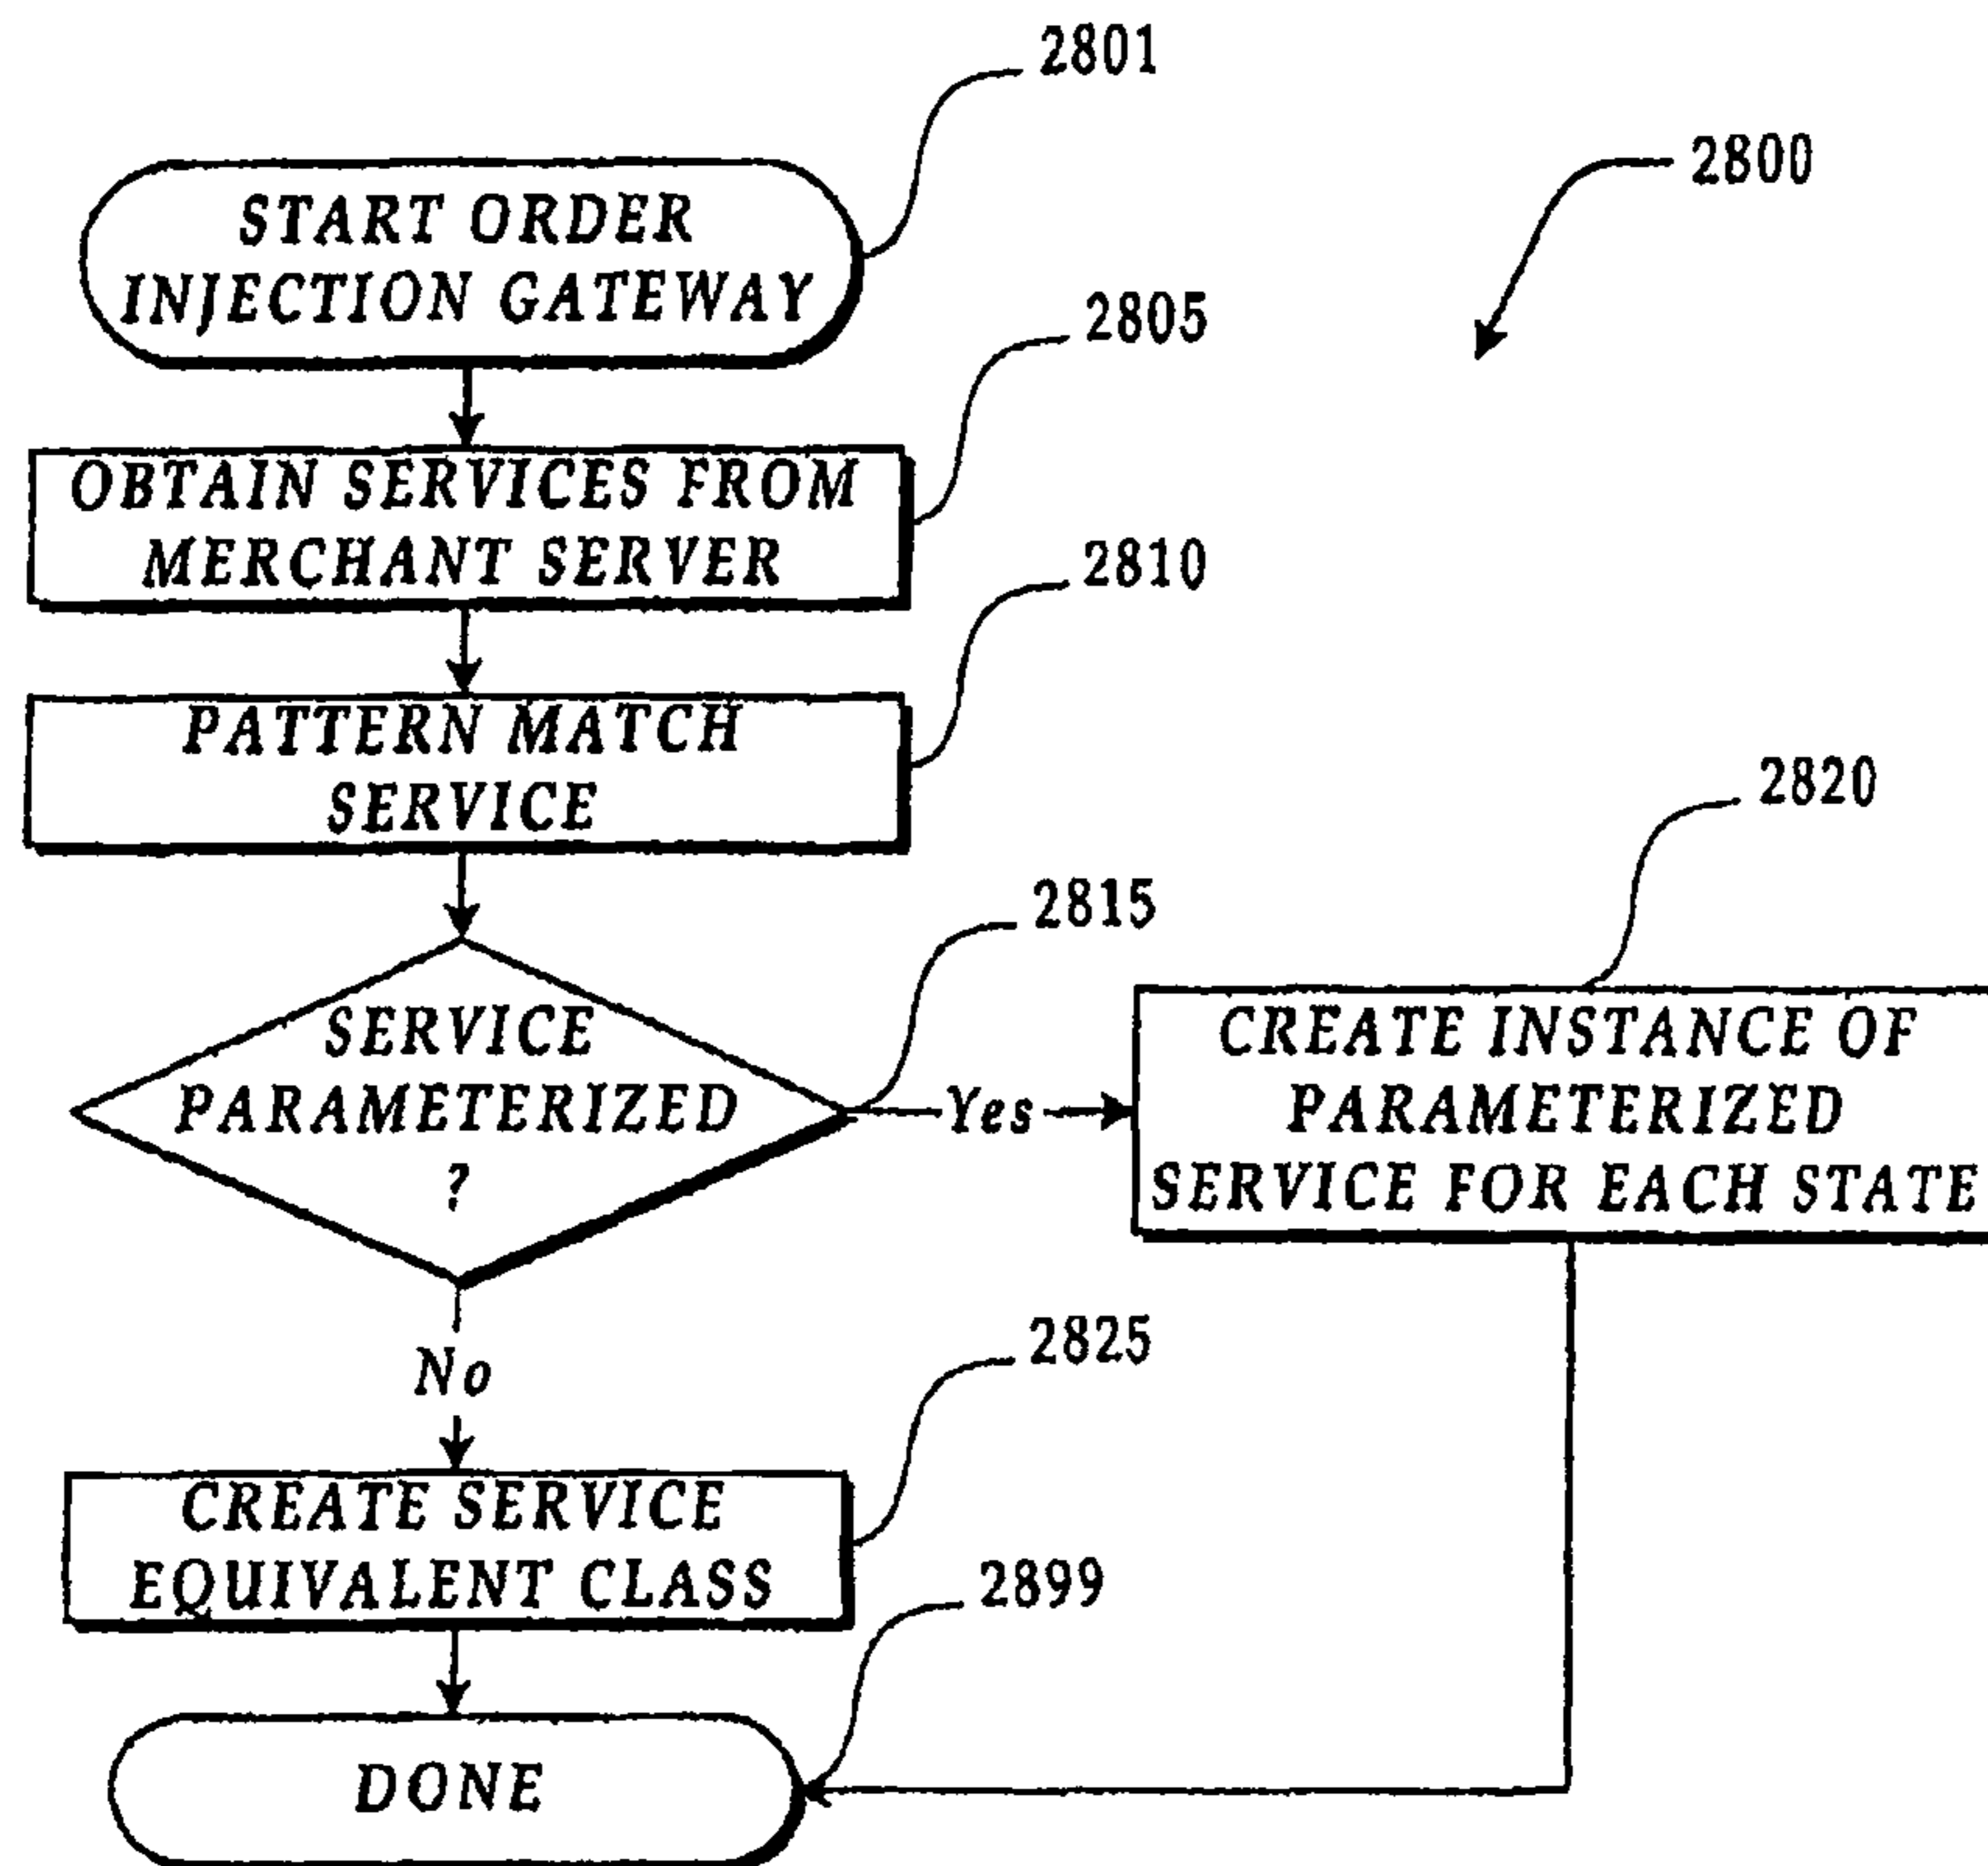 2801
2800
START ORDER
INJECTION GATEWAY
2805
OBTAIN SERVICES FROM
MERCHANT SERVER
2810
PATTERN MATCH
SERVICE
2820
2815
SERVICE
PARAMETERIZED
?
Yes
CREATE INSTANCE OF
PARAMETERIZED
SERVICE FOR EACH STATE
No
2825
CREATE SERVICE
EQUIVALENT CLASS
2899
DONE